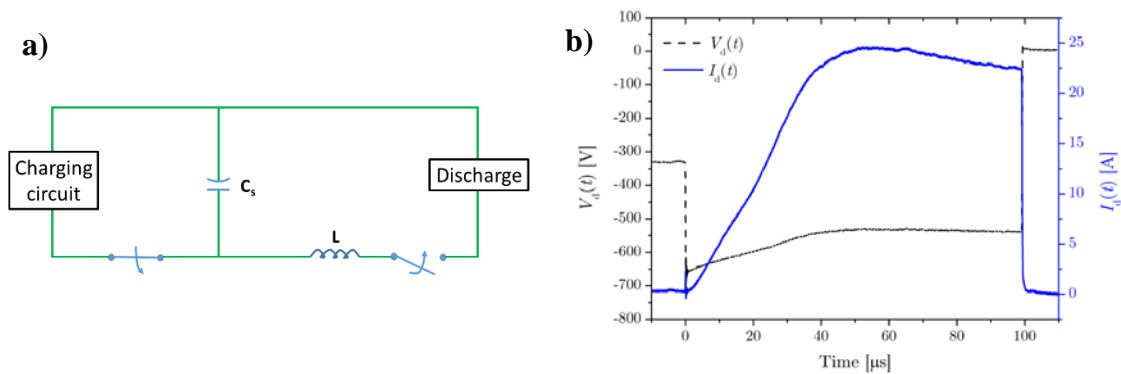 a)
Charging
circuit
Cs
L
Discharge
b)
Vd(t)
Id(t)
100
0
-100
-200
-300
-400
-500
-600
-700
-800
Vd(t) [V]
0
20
40
60
80
100
Time [μs]
25
20
15
10
5
0
Id(t) [A]